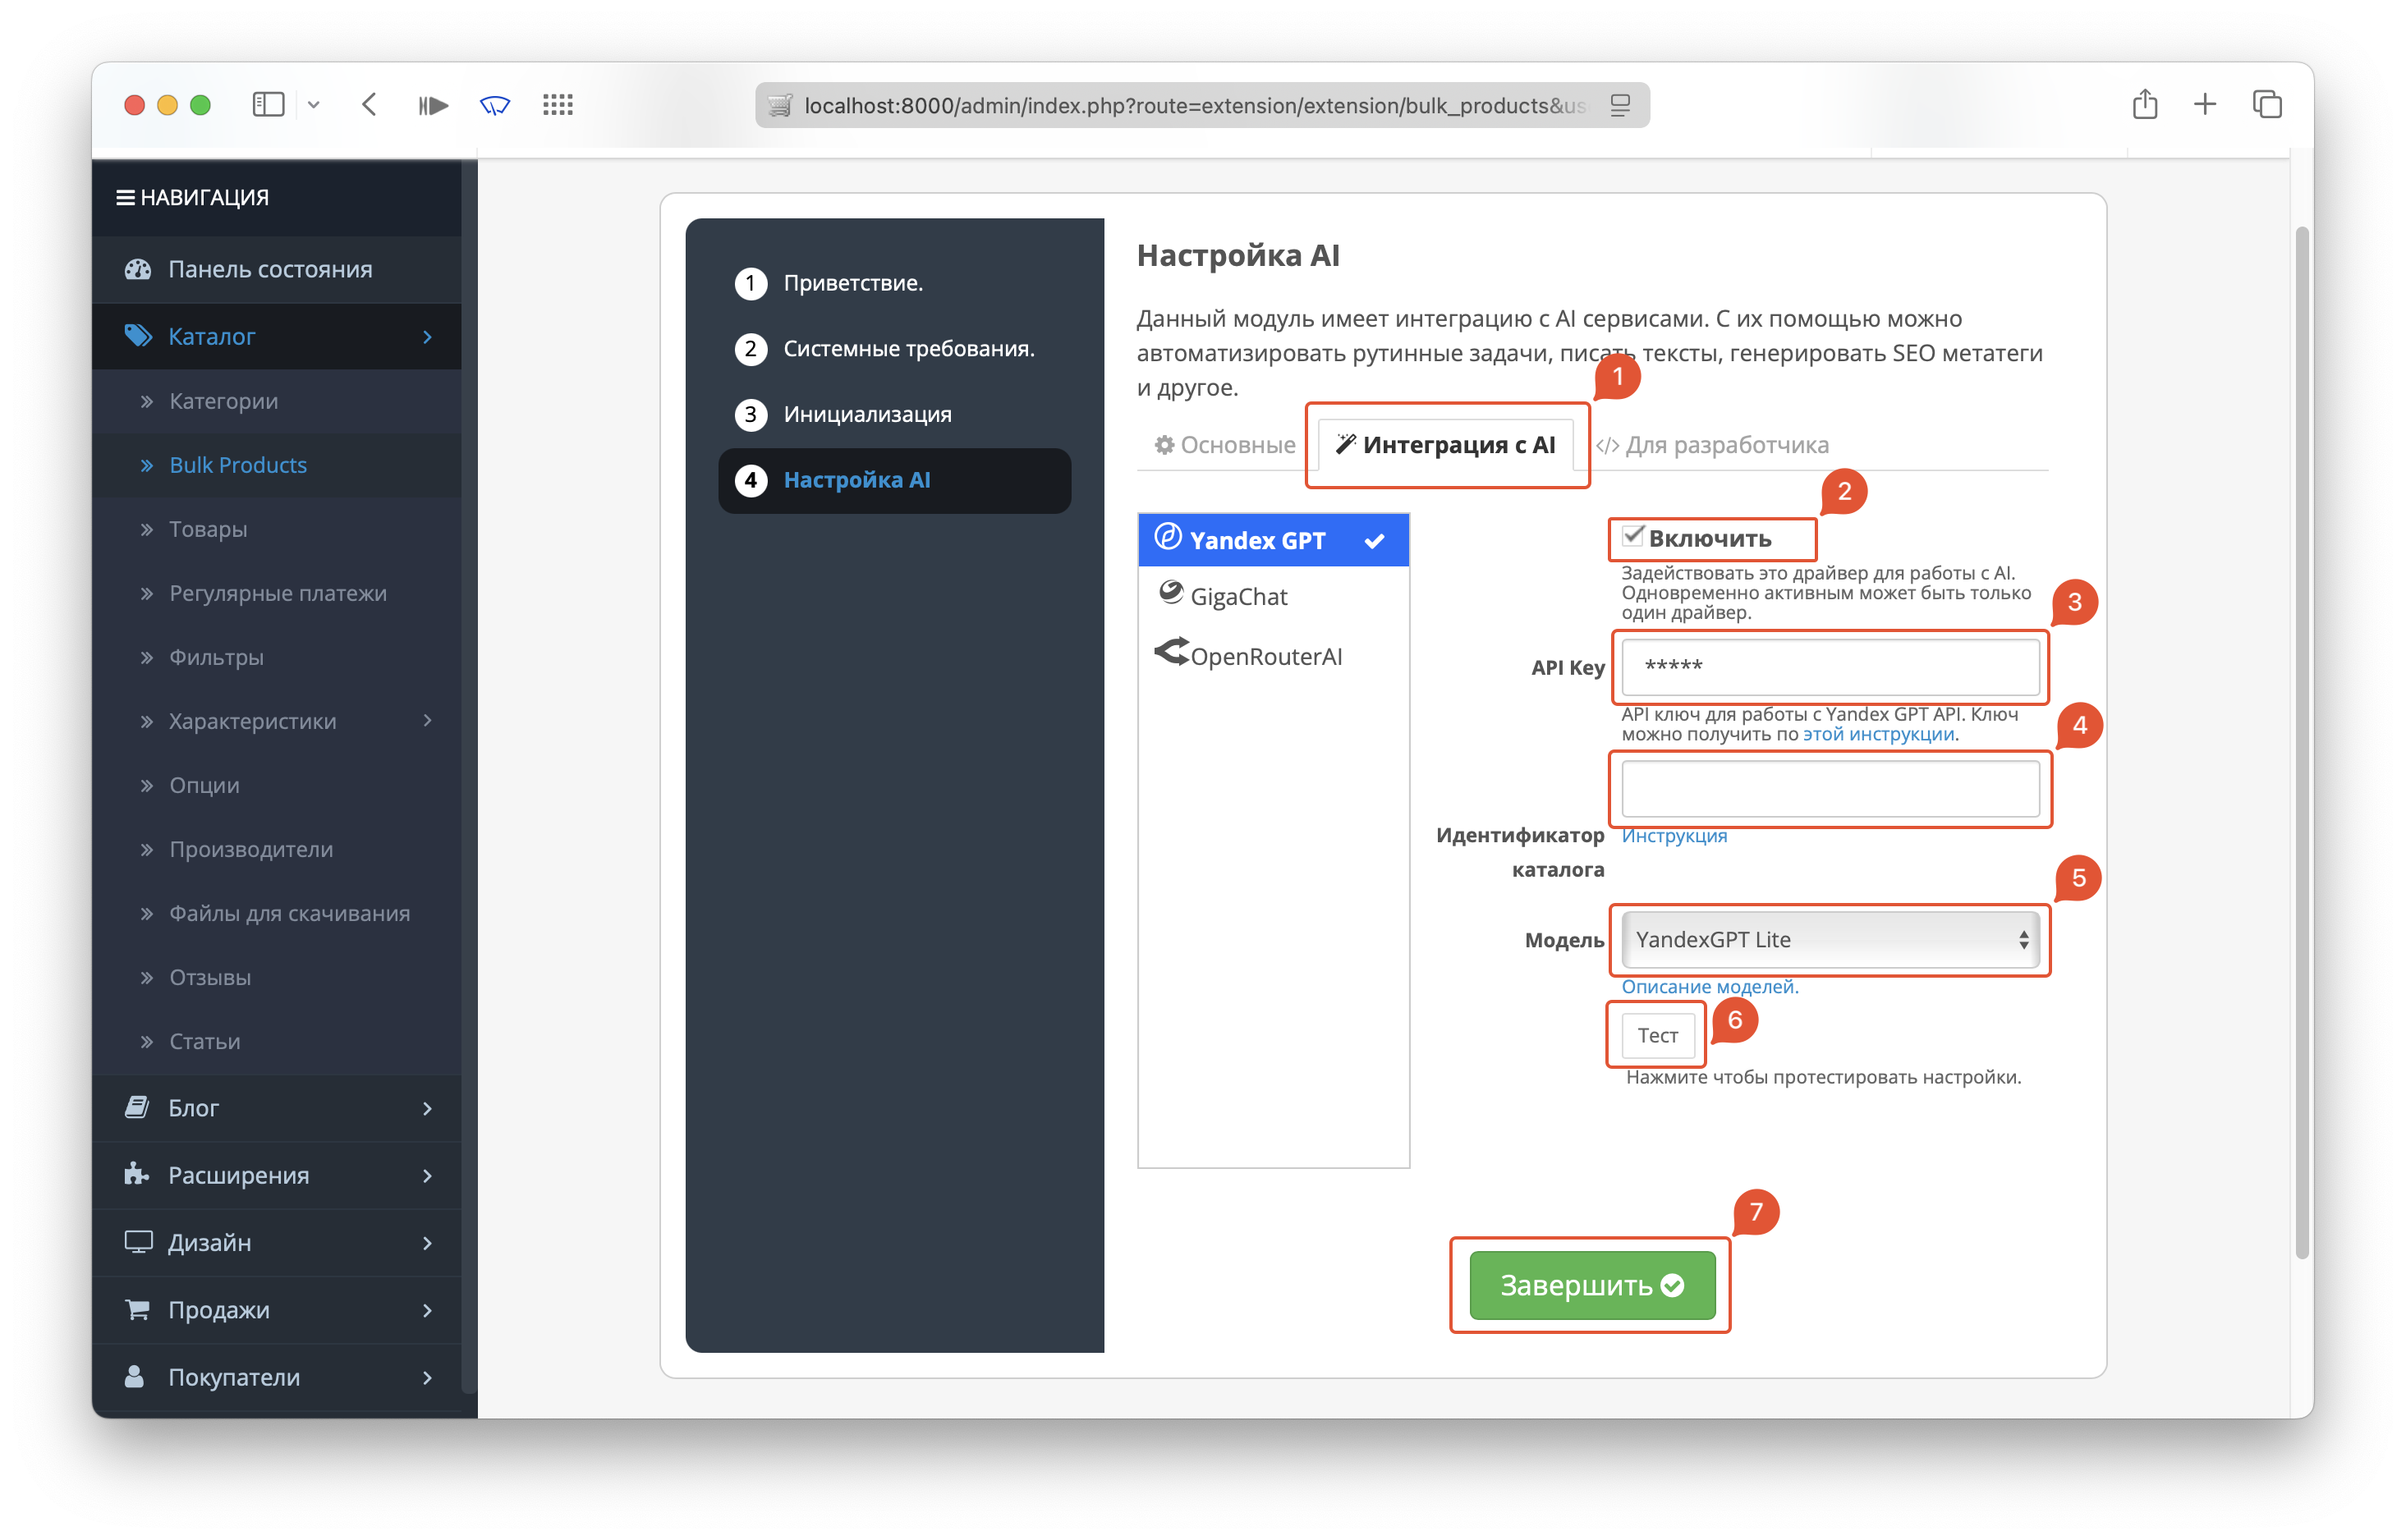 localhost:8000/admin/index.php?route=extension/extension/bulk_products&us
НАВИГАЦИЯ
Панель состояния
Каталог
Категории
Bulk Products
Товары
Регулярные платежи
Фильтры
Характеристики
Опции
Производители
Файлы для скачивания
Отзывы
Статьи
Блог
Расширения
Дизайн
Продажи
Покупатели
1 Приветствие.
2 Системные требования.
3 Инициализация
4 Настройка AI
Настройка AI
Данный модуль имеет интеграцию с AI сервисами. С их помощью можно
автоматизировать рутинные задачи, писать тексты, генерировать SEO метатеги
и другое.
1
Основные
Интеграция с AI
Для разработчика
Yandex GPT
GigaChat
OpenRouterAI
2
Включить
Задействовать это драйвер для работы с AI.
Одновременно активным может быть только
один драйвер.
3
API Key
*****
API ключ для работы с Yandex GPT API. Ключ
можно получить по этой инструкции.
4
Идентификатор
каталога
Инструкция
5
Модель
YandexGPT Lite
Описание моделей.
6
Тест
Нажмите чтобы протестировать настройки.
7
Завершить